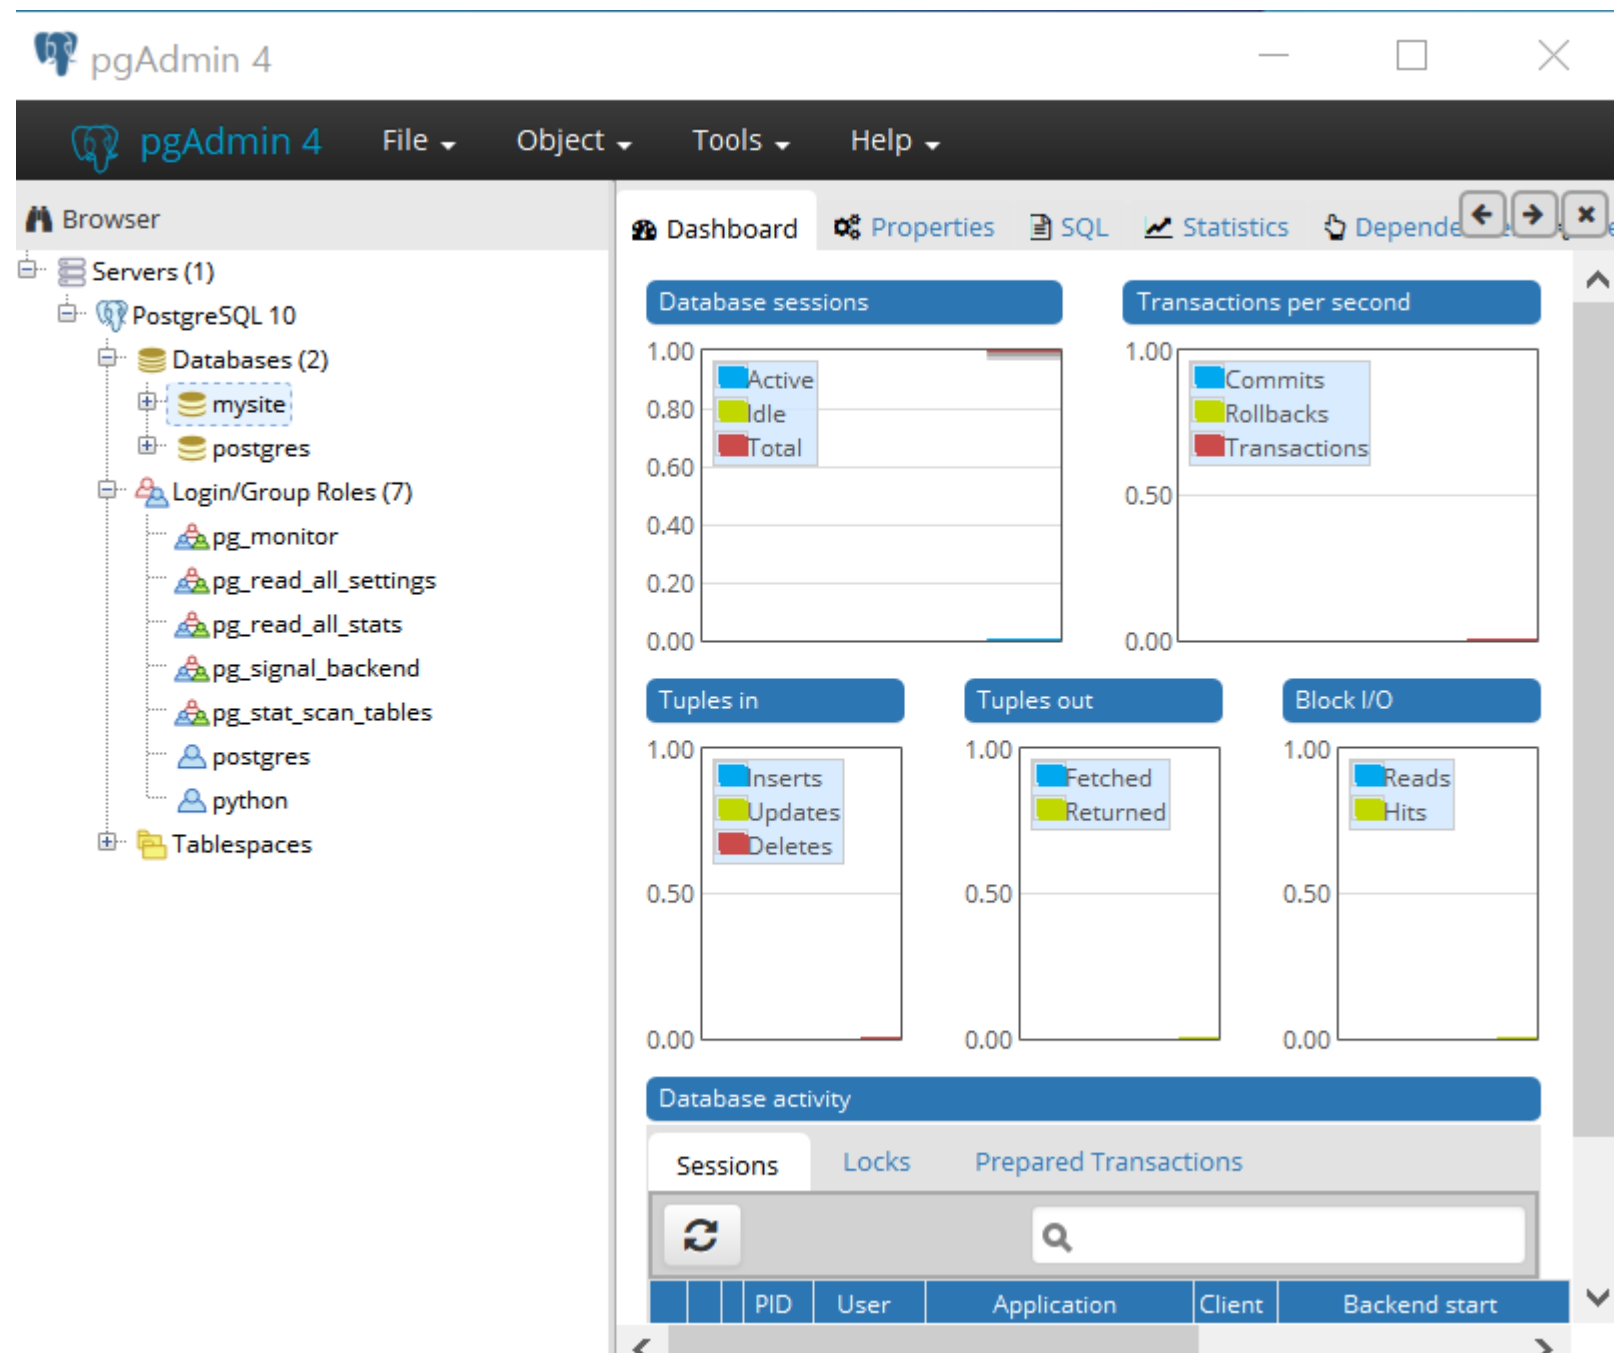 pgAdmin 4
pgAdmin 4 File Object Tools Help
Browser
Servers (1)
PostgreSQL 10
Databases (2)
mysite
postgres
Login/Group Roles (7)
pg_monitor
pg_read_all_settings
pg_read_all_stats
pg_signal_backend
pg_stat_scan_tables
postgres
python
Tablespaces
Dashboard Properties SQL Statistics
Database sessions
1.00
0.80
0.60
0.40
0.20
0.00
Active
Idle
Total
Transactions per second
1.00
0.50
0.00
Commits
Rollbacks
Transactions
Tuples in
1.00
0.50
0.00
Inserts
Updates
Deletes
Tuples out
1.00
0.50
0.00
Fetched
Returned
Block I/O
1.00
0.50
0.00
Reads
Hits
Database activity
Sessions Locks Prepared Transactions
PID User Application Client Backend start